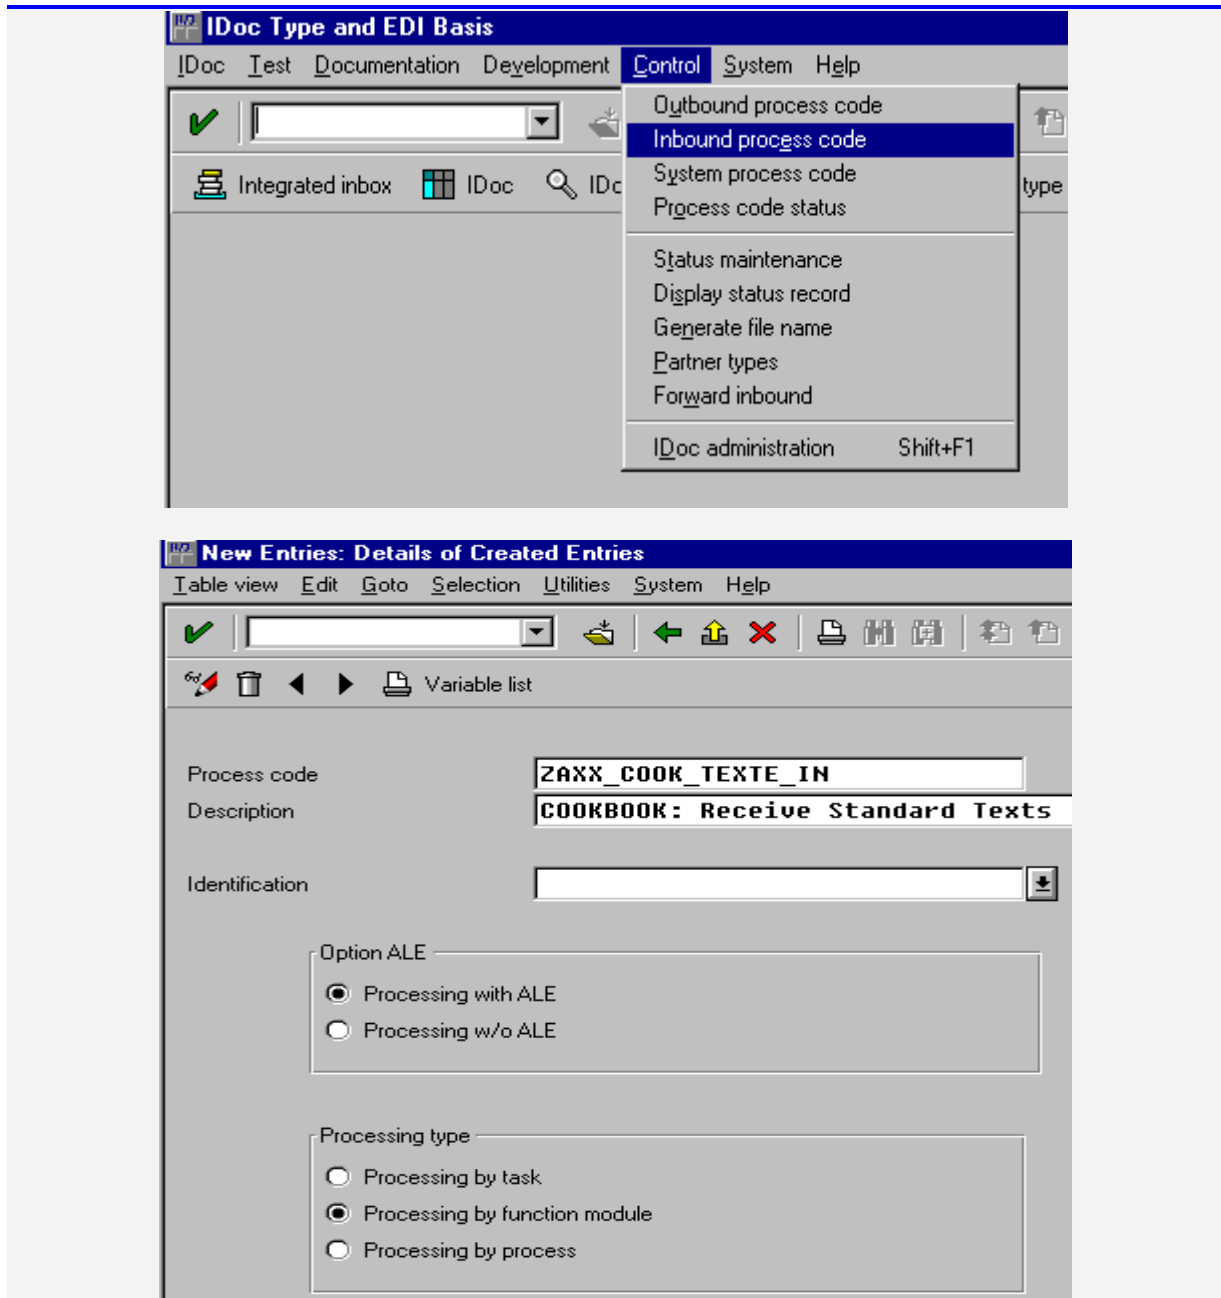 IDoc Type and EDI Basis
IDoc Test Documentation Development Control System Help
Outbound process code
Inbound process code
System process code
Process code status
Integrated inbox IDoc IDo type
Status maintenance
Display status record
Generate file name
Partner types
Forward inbound
IDoc administration Shift+F1
New Entries: Details of Created Entries
Table view Edit Goto Selection Utilities System Help
Variable list
Process code ZAXX_COOK_TEXTE_IN
Description COOKBOOK: Receive Standard Texts
Identification
Option ALE
Processing with ALE
Processing w/o ALE
Processing type
Processing by task
Processing by function module
Processing by process